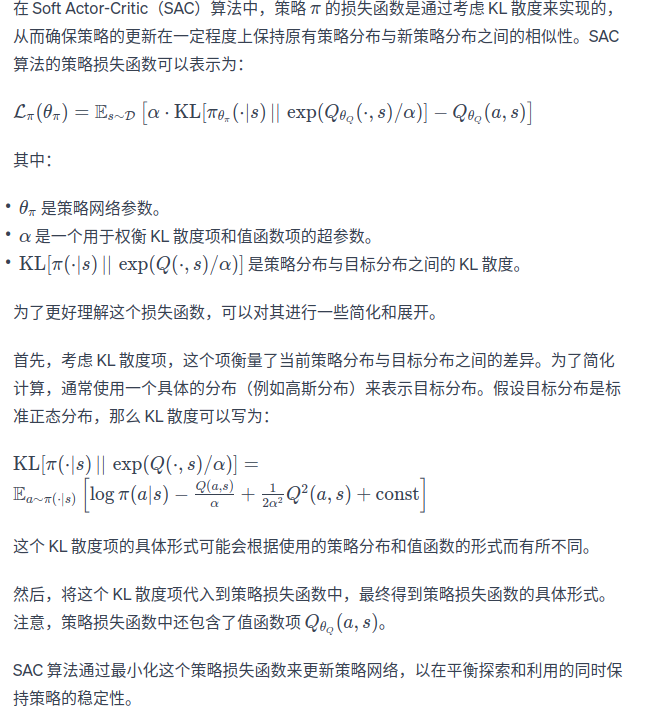 在 Soft Actor-Critic（SAC）算法中，策略 π 的损失函数是通过考虑 KL 散度来实现的，
从而确保策略的更新在一定程度上保持原有策略分布与新策略分布之间的相似性。SAC
算法的策略损失函数可以表示为：
$\mathcal{L}_\pi(\theta_\pi) = \mathbb{E}_{s\sim\mathcal{D}}\left[\alpha \cdot \mathrm{KL}[\pi_{\theta_\pi}(\cdot|s) \,||\, \exp(Q_{\theta_Q}(\cdot, s)/\alpha)] - Q_{\theta_Q}(a, s)\right]$
其中：
• $\theta_\pi$ 是策略网络参数。
• α 是一个用于权衡 KL 散度项和值函数项的超参数。
• $\mathrm{KL}[\pi(\cdot|s) \,||\, \exp(Q(\cdot, s)/\alpha)]$ 是策略分布与目标分布之间的 KL 散度。
为了更好理解这个损失函数，可以对其进行一些简化和展开。
首先，考虑 KL 散度项，这个项衡量了当前策略分布与目标分布之间的差异。为了简化
计算，通常使用一个具体的分布（例如高斯分布）来表示目标分布。假设目标分布是标
准正态分布，那么 KL 散度可以写为：
$\mathrm{KL}[\pi(\cdot|s) \,||\, \exp(Q(\cdot, s)/\alpha)] =$
$\mathbb{E}_{a\sim\pi(\cdot|s)}\left[\log \pi(a|s) - \frac{Q(a,s)}{\alpha} + \frac{1}{2\alpha^2}Q^2(a, s) + \mathrm{const}\right]$
这个 KL 散度项的具体形式可能会根据使用的策略分布和值函数的形式而有所不同。
然后，将这个 KL 散度项代入到策略损失函数中，最终得到策略损失函数的具体形式。
注意，策略损失函数中还包含了值函数项 $Q_{\theta_Q}(a, s)$。
SAC 算法通过最小化这个策略损失函数来更新策略网络，以在平衡探索和利用的同时保
持策略的稳定性。